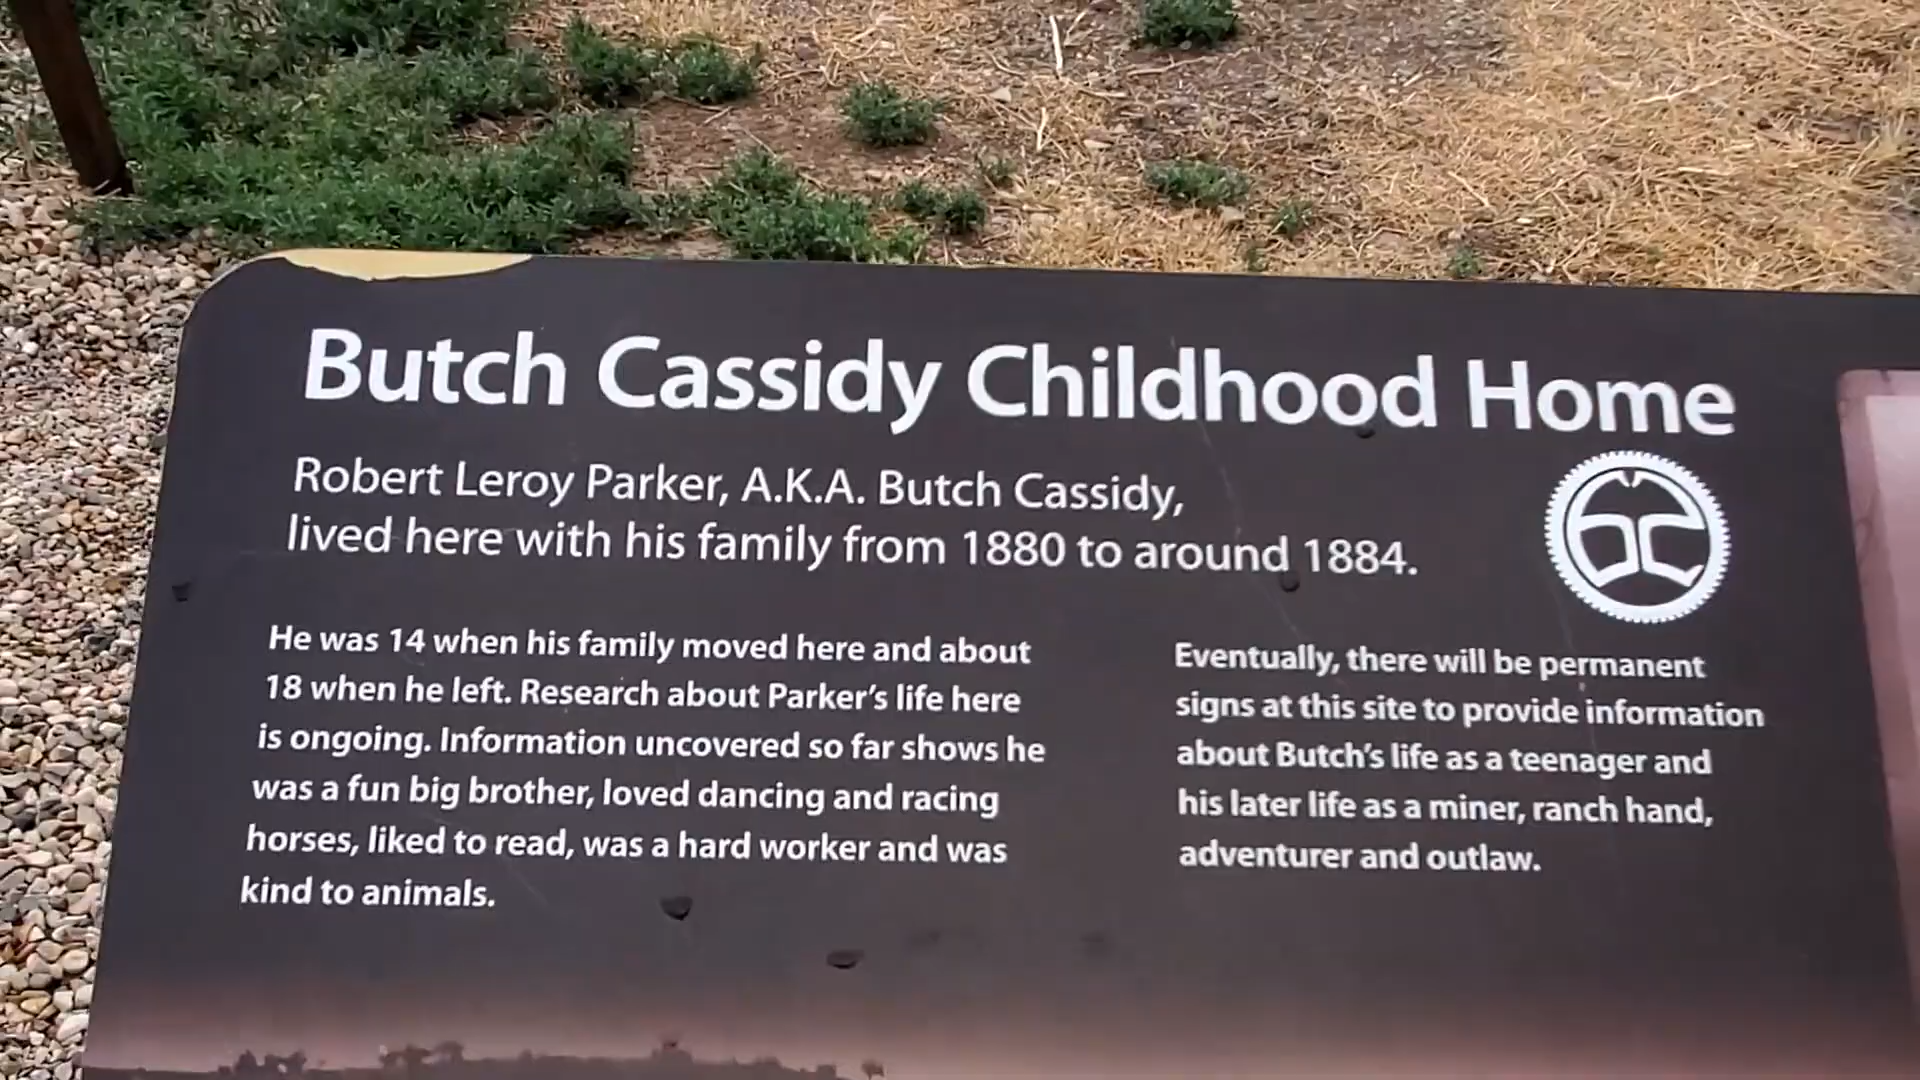 Butch Cassidy Childhood Home
Robert Leroy Parker, A.K.A. Butch Cassidy,
lived here with his family from 1880 to around 1884.
He was 14 when his family moved here and about
18 when he left. Research about Parker's life here
is ongoing. Information uncovered so far shows he
was a fun big brother, loved dancing and racing
horses, liked to read, was a hard worker and was
kind to animals.
Eventually, there will be permanent
signs at this site to provide information
about Butch's life as a teenager and
his later life as a miner, ranch hand,
adventurer and outlaw.